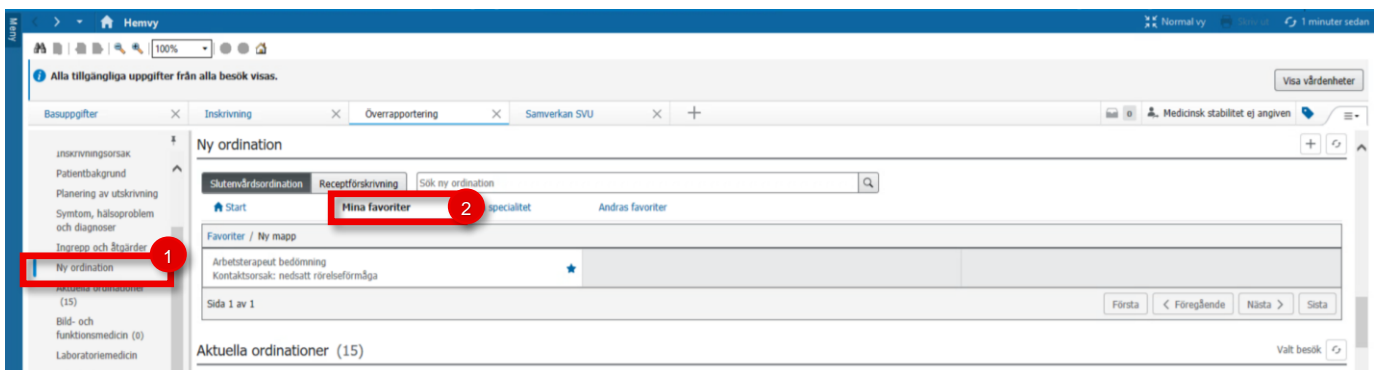 Meny
Hemvy
Normal vy
Skriv ut
1 minuter sedan
100%
Alla tillgängliga uppgifter från alla besök visas.
Visa vårdenheter
Basuppgifter
Inskrivning
Överrapportering
Samverkan SVU
0
Medicinsk stabilitet ej angiven
Inskrivningsorsak
Patientbakgrund
Planering av utskrivning
Symtom, hälsoproblem
och diagnoser
Ingrepp och åtgärder
1
Ny ordination
Aktuella ordinationer
(15)
Bild- och
funktionsmedicin (0)
Laboratoriemedicin
Ny ordination
Slutenvårdsordination
Receptförskrivning
Sök ny ordination
Start
Mina favoriter
2
specialitet
Andras favoriter
Favoriter / Ny mapp
Arbetsterapeut bedömning
Kontaktsorsak: nedsatt rörelseförmåga
Sida 1 av 1
Första
Föregående
Nästa
Sista
Aktuella ordinationer (15)
Valt besök